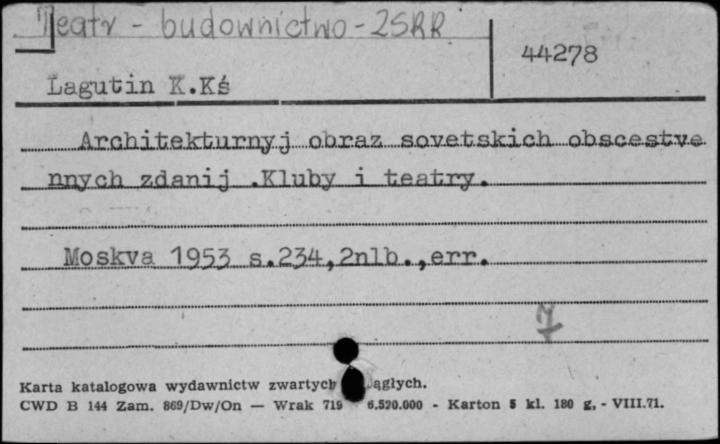 Teatr - budownictwo - ZSRR
44278
Lagutin K.Kś
Architekturnyj obraz sovetskich obscestve
nnych zdanij .Kluby i teatry.
Moskva 1953 s.234,2nlb.,err.
7
Karta katalogowa wydawnictw zwartych ągłych.
CWD B 144 Zam. 869/Dw/On — Wrak 719 6.520.000 - Karton 5 kl. 180 g, - VIII.71.